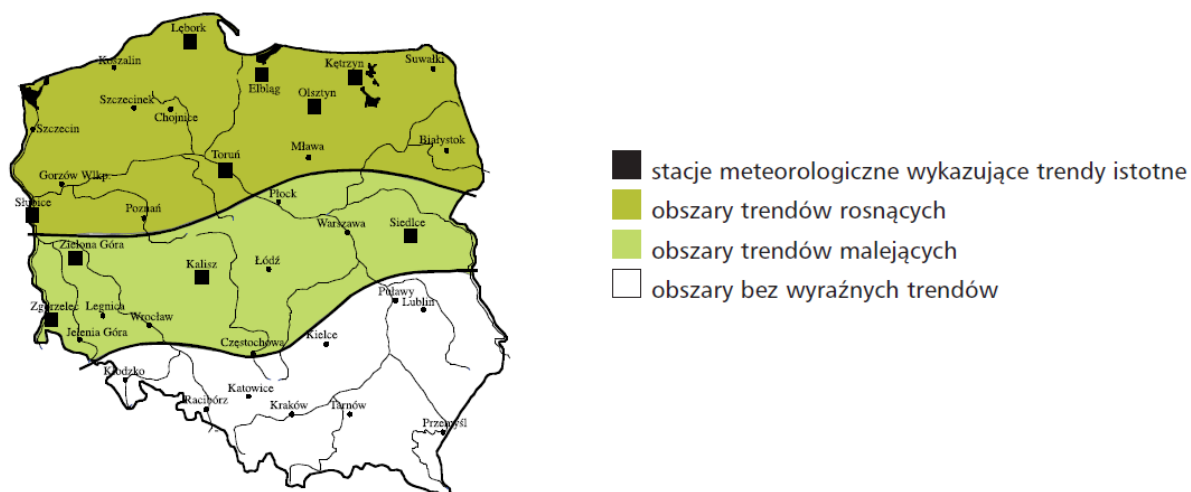 Lębork
Koszalin
Elbląg
Kętrzyn
Suwałki
Szczecinek
Chojnice
Olsztyn
Szczecin
Toruń
Mława
Białystok
Gorzów Wlkp.
Słubice
Poznań
Płock
Warszawa
Siedlce
Zielona Góra
Kalisz
Łódź
Zgorzelec
Legnica
Wrocław
Puławy
Lublin
Jelenia Góra
Częstochowa
Kielce
Kłodzko
Katowice
Racibórz
Kraków
Tarnów
Przemyśl
stacje meteorologiczne wykazujące trendy istotne
obszary trendów rosnących
obszary trendów malejących
obszary bez wyraźnych trendów